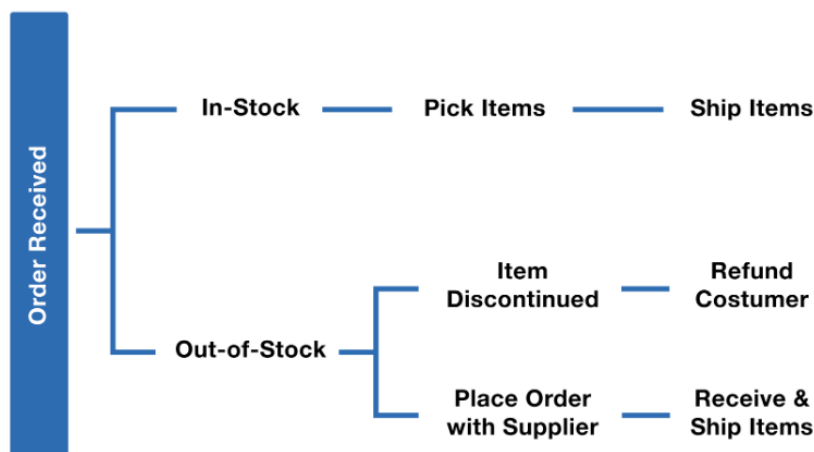 Order Received
In-Stock
Pick Items
Ship Items
Out-of-Stock
Item
Discontinued
Refund
Costumer
Place Order
with Supplier
Receive &
Ship Items